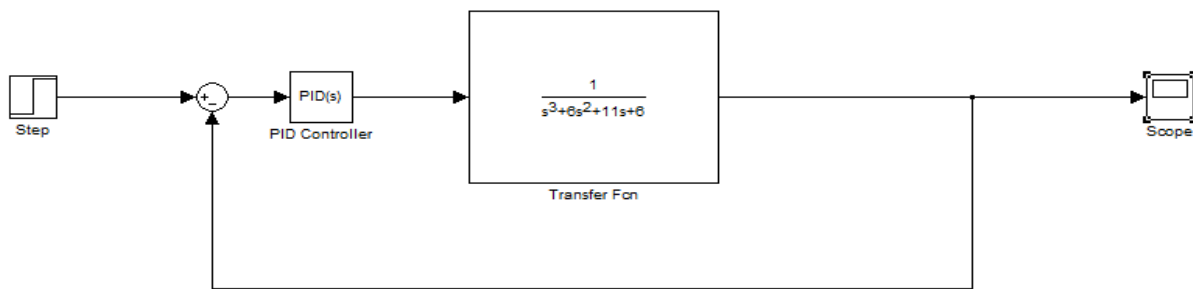 1
s³+6s²+11s+6
PID(s)
+
−
Step
PID Controller
Scope
Transfer Fcn